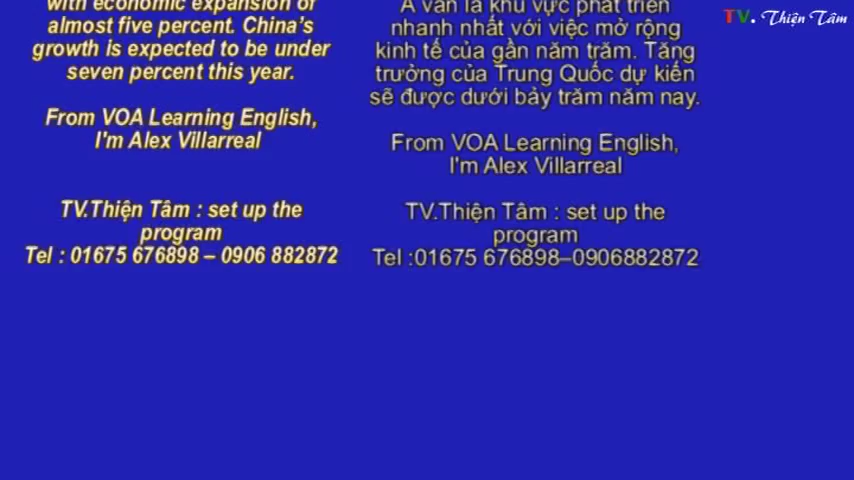 TV. Thiện Tâm
with economic expansion of
almost five percent. China's
growth is expected to be under
seven percent this year.
From VOA Learning English,
I'm Alex Villarreal
TV.Thiện Tâm : set up the
program
Tel : 01675 676898 – 0906 882872
Á vẫn là khu vực phát triển
nhanh nhất với việc mở rộng
kinh tế của gần năm trăm. Tăng
trưởng của Trung Quốc dự kiến
sẽ được dưới bảy trăm năm nay.
From VOA Learning English,
I'm Alex Villarreal
TV.Thiện Tâm : set up the
program
Tel :01675 676898–0906882872